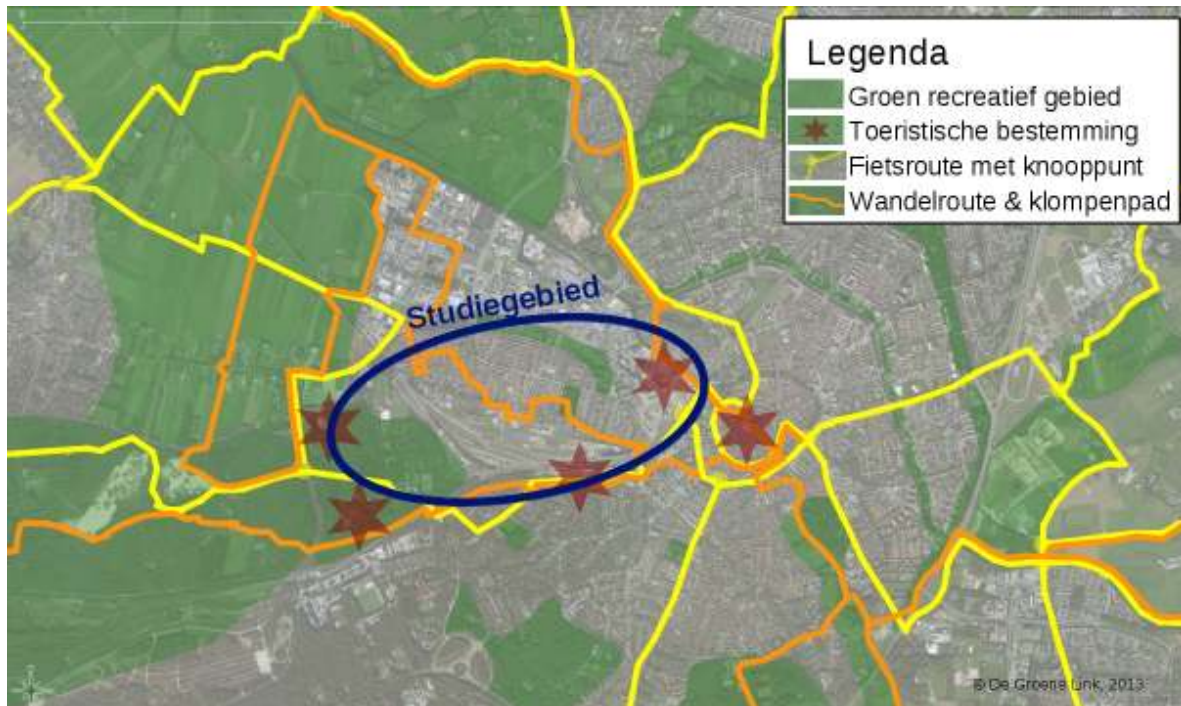 Legenda
Groen recreatief gebied
Toeristische bestemming
Fietsroute met knooppunt
Wandelroute & klompenpad
Studiegebied
© De Groene Link, 2013